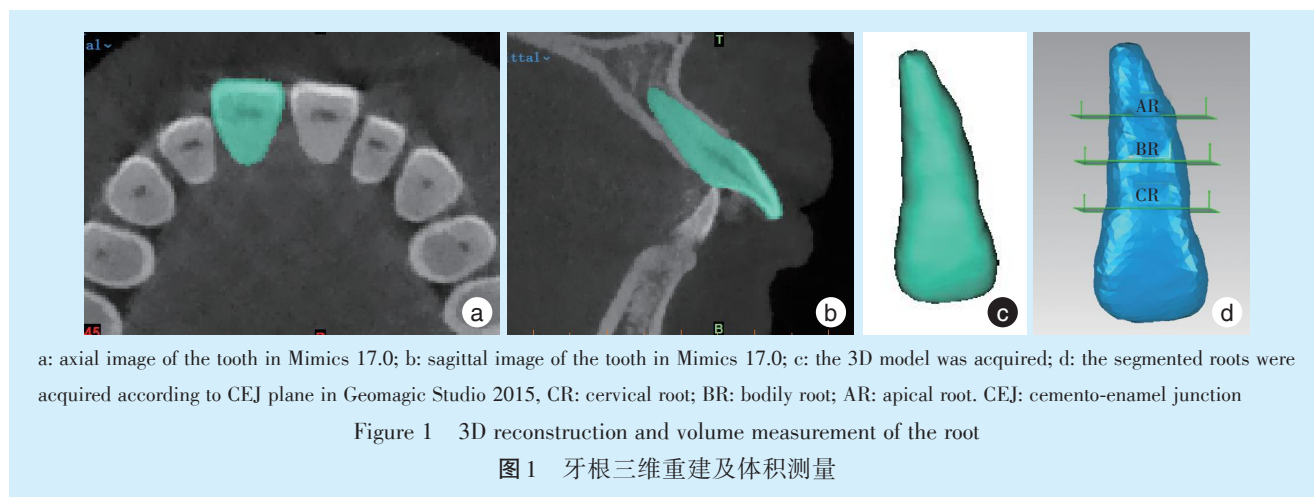 al
ttal
T
AR
BR
CR
45
B
a
b
c
d
a: axial image of the tooth in Mimics 17.0; b: sagittal image of the tooth in Mimics 17.0; c: the 3D model was acquired; d: the segmented roots were
acquired according to CEJ plane in Geomagic Studio 2015, CR: cervical root; BR: bodily root; AR: apical root. CEJ: cemento-enamel junction
Figure 1 3D reconstruction and volume measurement of the root
图1 牙根三维重建及体积测量